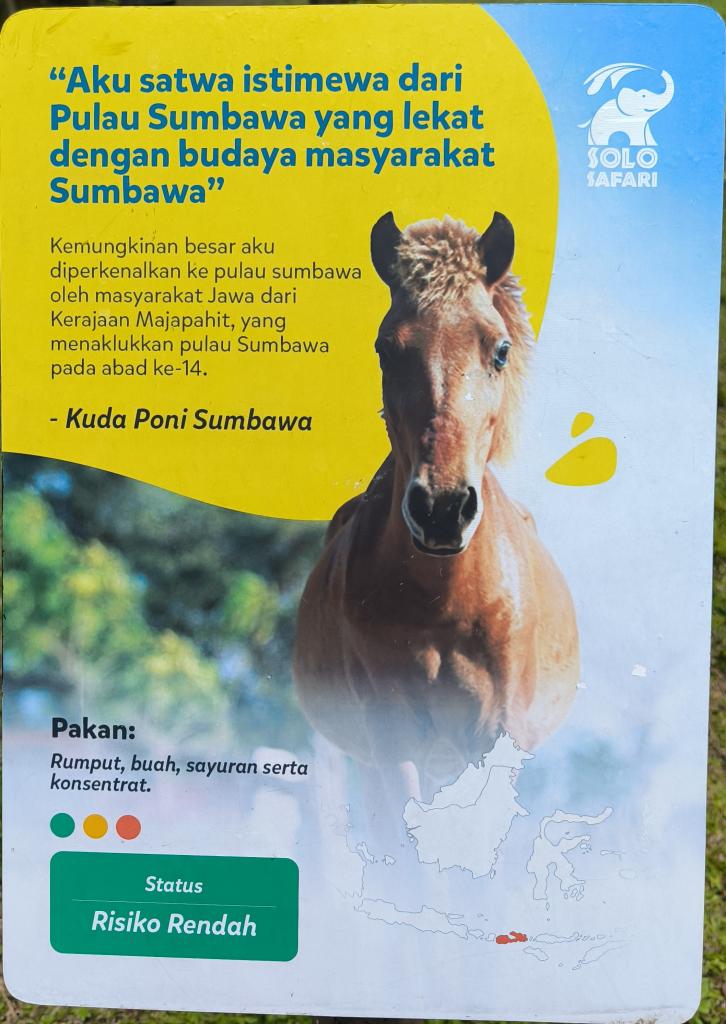 “Aku satwa istimewa dari
Pulau Sumbawa yang lekat
dengan budaya masyarakat
Sumbawa”
SOLO
SAFARI
Kemungkinan besar aku
diperkenalkan ke pulau sumbawa
oleh masyarakat Jawa dari
Kerajaan Majapahit, yang
menaklukkan pulau Sumbawa
pada abad ke-14.
- Kuda Poni Sumbawa
Pakan:
Rumput, buah, sayuran serta
konsentrat.
Status
Risiko Rendah